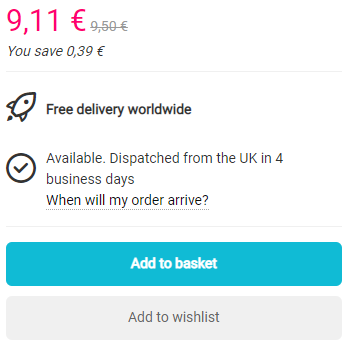 9,11 € 9,50 €
You save 0,39 €
Free delivery worldwide
Available. Dispatched from the UK in 4
business days
When will my order arrive?
Add to basket
Add to wishlist